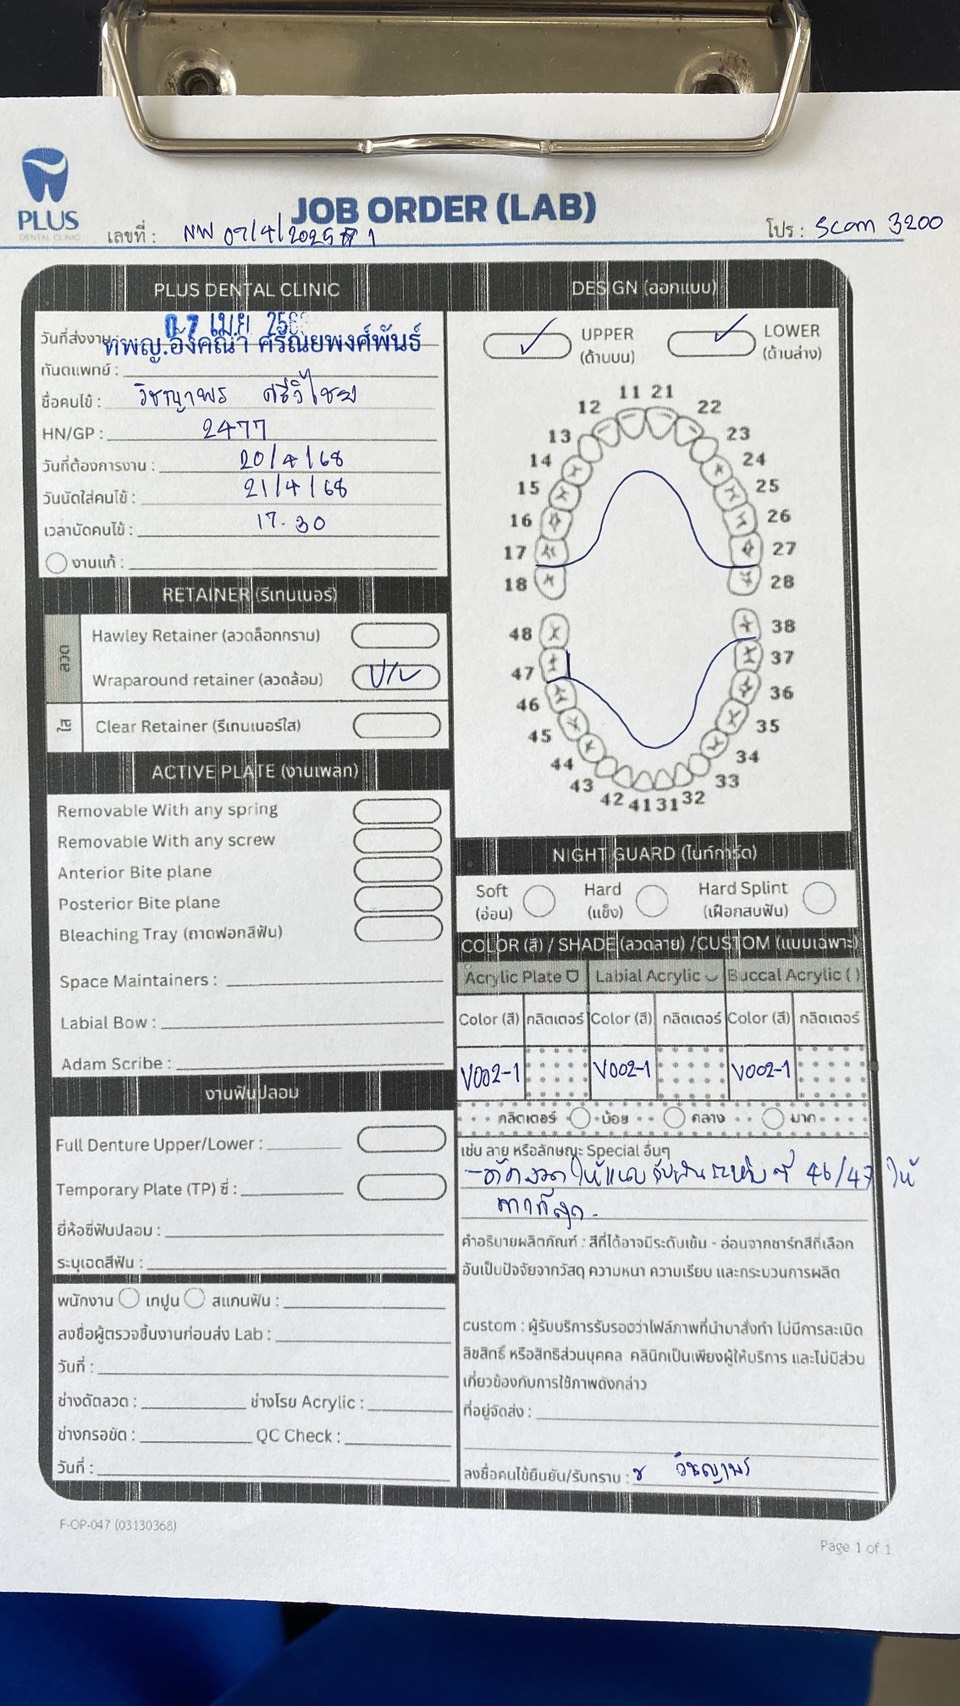 PLUS
DENTAL CLINIC
JOB ORDER (LAB)
เลขที่ : NW 07/4/2025 1
โปร : Scan 3200
PLUS DENTAL CLINIC
วันที่ส่งงาน 07 เม.ย 256
ทพญ.อังคณา ศรัณยพงศ์พันธ์
ทันตแพทย์ :
ชื่อคนไข้ : วิชญาพร ศรีวิไชย
HN/GP : 2477
วันที่ต้องการงาน : 20/4/68
วันนัดใส่คนไข้ : 21/4/68
เวลานัดคนไข้ : 17.30
งานแก้ :
RETAINER (รีเทนเนอร์)
ลวด
Hawley Retainer (ลวดล็อกกราม)
Wraparound retainer (ลวดล้อม) U/L
ใส
Clear Retainer (รีเทนเนอร์ใส)
ACTIVE PLATE (งานเพลท)
Removable With any spring
Removable With any screw
Anterior Bite plane
Posterior Bite plane
Bleaching Tray (ถาดฟอกสีฟัน)
Space Maintainers :
Labial Bow :
Adam Scribe :
งานฟันปลอม
Full Denture Upper/Lower :
Temporary Plate (TP) ซี่ :
ยี่ห้อซี่ฟันปลอม :
ระบุเฉดสีฟัน :
พนักงาน เทปูน สแกนฟัน :
ลงชื่อผู้ตรวจชิ้นงานก่อนส่ง Lab :
วันที่ :
ช่างดัดลวด : ช่างโรย Acrylic :
ช่างกรอขัด : QC Check :
วันที่ :
DESIGN (ออกแบบ)
UPPER
(ด้านบน)
LOWER
(ด้านล่าง)
11 21
12 22
13 23
14 24
15 25
16 26
17 27
18 28
48 38
47 37
46 36
45 35
44 34
43 33
42 41 31 32
NIGHT GUARD (ไนท์การ์ด)
Soft
(อ่อน)
Hard
(แข็ง)
Hard Splint
(เฝือกสบฟัน)
COLOR (สี) / SHADE (ลวดลาย) /CUSTOM (แบบเฉพาะ)
Acrylic Plate Labial Acrylic Buccal Acrylic ( )
Color (สี) กลิตเตอร์ Color (สี) กลิตเตอร์ Color (สี) กลิตเตอร์
V002-1 V002-1 V002-1
กลิตเตอร์ น้อย กลาง มาก
เช่น ลาย หรือลักษณะ Special อื่นๆ
- ดัดลวดให้แนบ 46/47 ให้
มากที่สุด.
คำอธิบายผลิตภัณฑ์ : สีที่ได้อาจมีระดับเข้ม - อ่อนจากชาร์ทสีที่เลือก
อันเป็นปัจจัยจากวัสดุ ความหนา ความเรียบ และกระบวนการผลิต
custom : ผู้รับบริการรับรองว่าไฟล์ภาพที่นำมาสั่งทำ ไม่มีการละเมิด
ลิขสิทธิ์ หรือสิทธิส่วนบุคคล คลินิกเป็นเพียงผู้ให้บริการ และไม่มีส่วน
เกี่ยวข้องกับการใช้ภาพดังกล่าว
ที่อยู่จัดส่ง :
ลงชื่อคนไข้ยืนยัน/รับทราบ : วิชญาพร
F-OP-047 (03130368)
Page 1 of 1